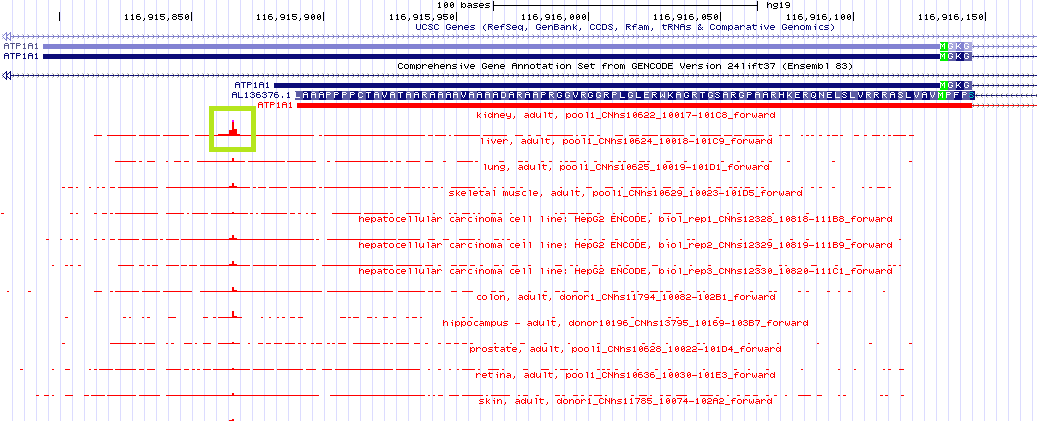 100 bases hg19
116,915,850 116,915,900 116,915,950 116,916,000 116,916,050 116,916,100 116,916,150
UCSC Genes (RefSeq, GenBank, CCDS, Rfam, tRNAs & Comparative Genomics)
ATP1A1 MGKG
ATP1A1 MGKG
Comprehensive Gene Annotation Set from GENCODE Version 24lift37 (Ensembl 83)
ATP1A1 MGKG
AL136376.1 LAAAPPPPCTAVATAARAAAAVAAAADARAAPRGGVRGGRPLGLERWKAGRTGSARGPAARHKERQNELSLVRRRASLVAVMPFPS
ATP1A1
kidney, adult, pool1_CNhs10622_10017-101C8_forward
liver, adult, pool1_CNhs10624_10018-101C9_forward
lung, adult, pool1_CNhs10625_10019-101D1_forward
skeletal muscle, adult, pool1_CNhs10629_10023-101D5_forward
hepatocellular carcinoma cell line: HepG2 ENCODE, biol_rep1_CNhs12328_10818-111B8_forward
hepatocellular carcinoma cell line: HepG2 ENCODE, biol_rep2_CNhs12329_10819-111B9_forward
hepatocellular carcinoma cell line: HepG2 ENCODE, biol_rep3_CNhs12330_10820-111C1_forward
colon, adult, donor1_CNhs11794_10082-102B1_forward
hippocampus - adult, donor10196_CNhs13795_10169-103B7_forward
prostate, adult, pool1_CNhs10628_10022-101D4_forward
retina, adult, pool1_CNhs10636_10030-101E3_forward
skin, adult, donor1_CNhs11785_10074-102A2_forward